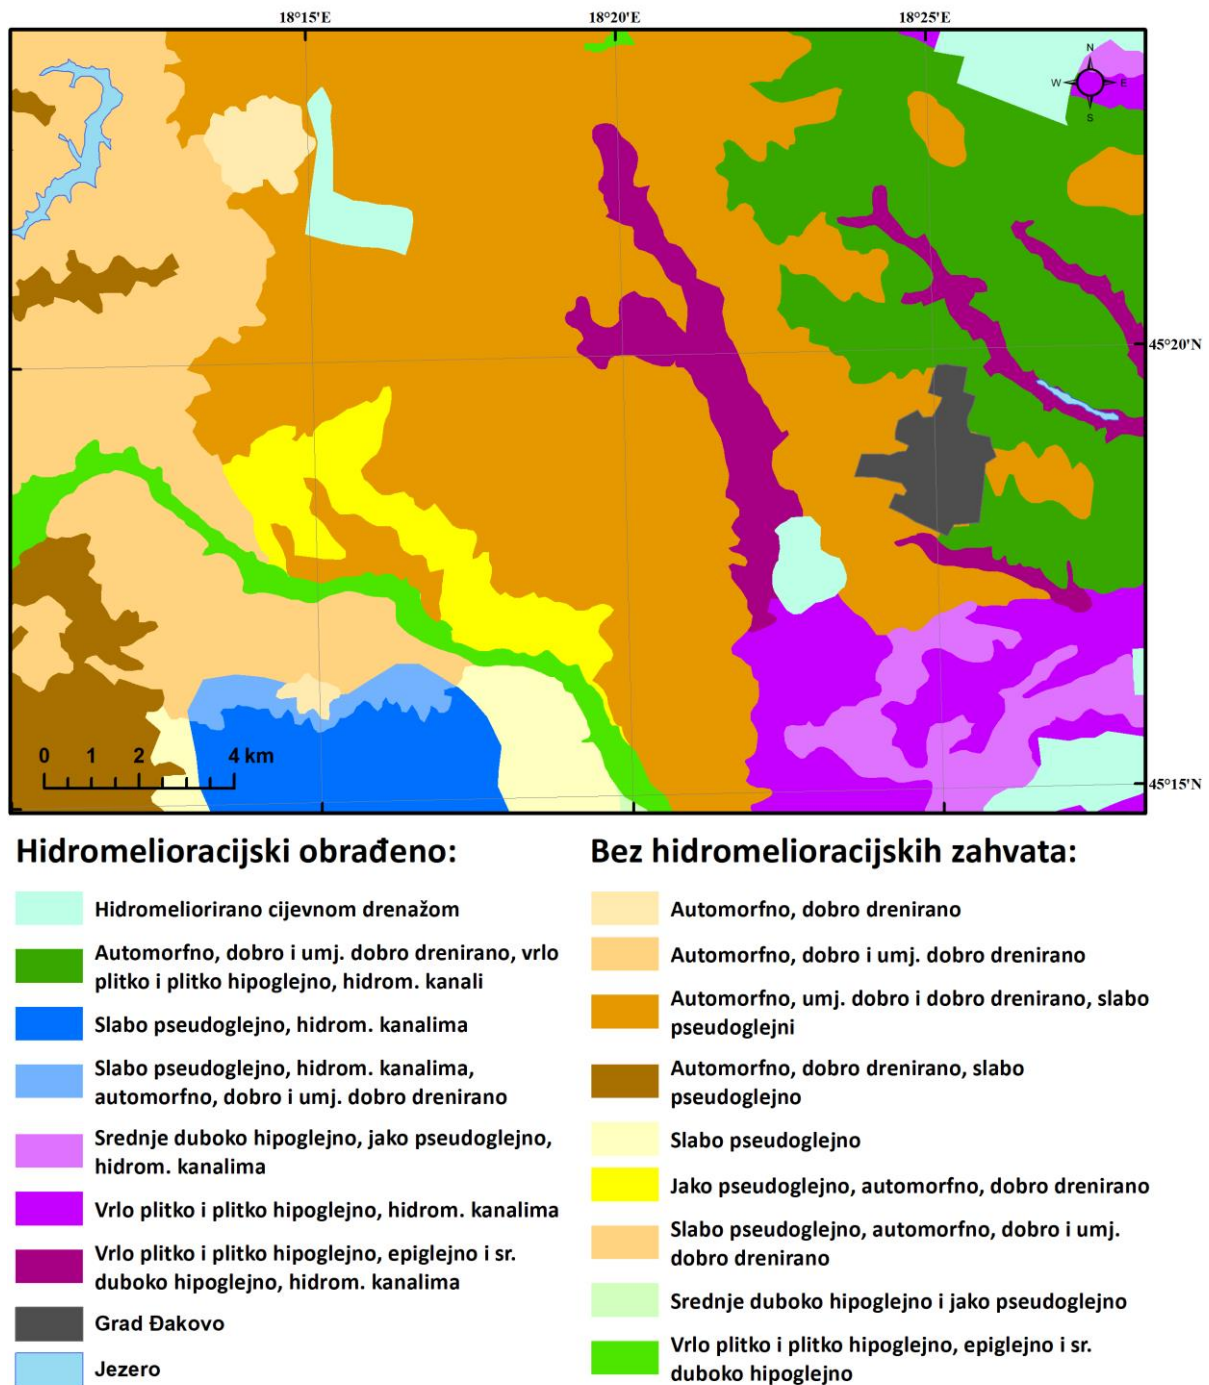 18°15'E
18°20'E
18°25'E
N
W
E
S
45°20'N
0 1 2 4 km
45°15'N
Hidromelioracijski obrađeno:
Hidromeliorirano cijevnom drenažom
Automorfno, dobro i umj. dobro drenirano, vrlo
plitko i plitko hipoglejno, hidrom. kanali
Slabo pseudoglejno, hidrom. kanalima
Slabo pseudoglejno, hidrom. kanalima,
automorfno, dobro i umj. dobro drenirano
Srednje duboko hipoglejno, jako pseudoglejno,
hidrom. kanalima
Vrlo plitko i plitko hipoglejno, hidrom. kanalima
Vrlo plitko i plitko hipoglejno, epiglejno i sr.
duboko hipoglejno, hidrom. kanalima
Grad Đakovo
Jezero
Bez hidromelioracijskih zahvata:
Automorfno, dobro drenirano
Automorfno, dobro i umj. dobro drenirano
Automorfno, umj. dobro i dobro drenirano, slabo
pseudoglejni
Automorfno, dobro drenirano, slabo
pseudoglejno
Slabo pseudoglejno
Jako pseudoglejno, automorfno, dobro drenirano
Slabo pseudoglejno, automorfno, dobro i umj.
dobro drenirano
Srednje duboko hipoglejno i jako pseudoglejno
Vrlo plitko i plitko hipoglejno, epiglejno i sr.
duboko hipoglejno